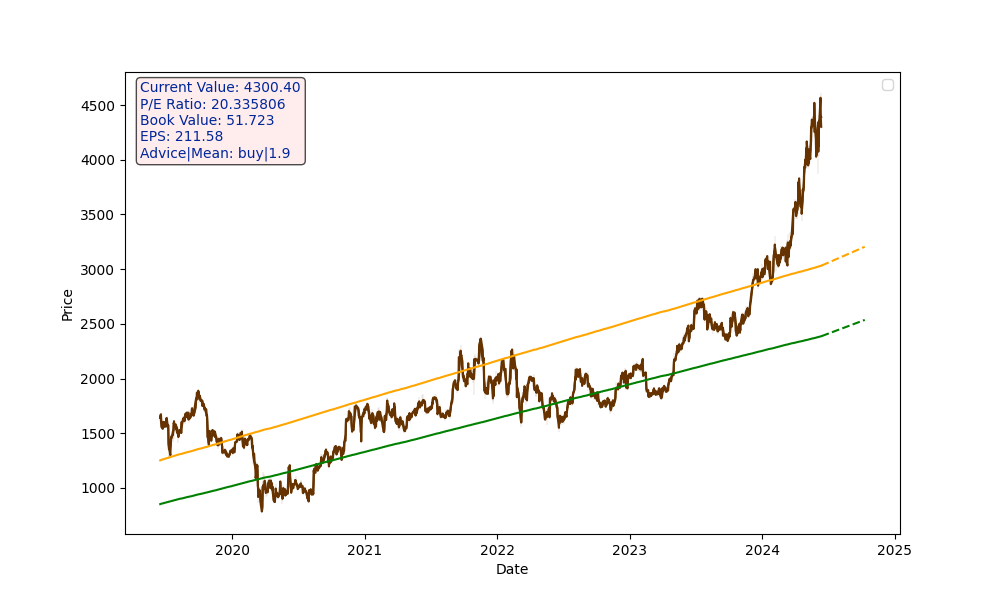 Current Value: 4300.40
P/E Ratio: 20.335806
Book Value: 51.723
EPS: 211.58
Advice|Mean: buy|1.9
4500
4000
3500
3000
2500
2000
1500
1000
Price
2020 2021 2022 2023 2024 2025
Date